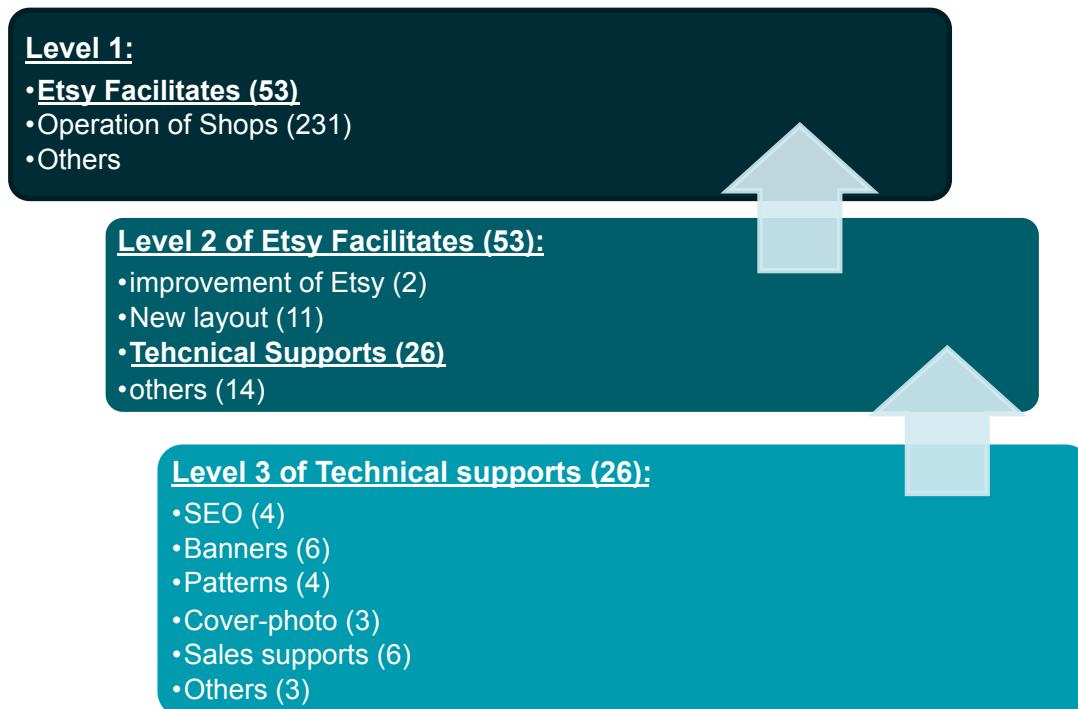 Level 1:
•Etsy Facilitates (53)
•Operation of Shops (231)
•Others
Level 2 of Etsy Facilitates (53):
•improvement of Etsy (2)
•New layout (11)
•Tehcnical Supports (26)
•others (14)
Level 3 of Technical supports (26):
•SEO (4)
•Banners (6)
•Patterns (4)
•Cover-photo (3)
•Sales supports (6)
•Others (3)